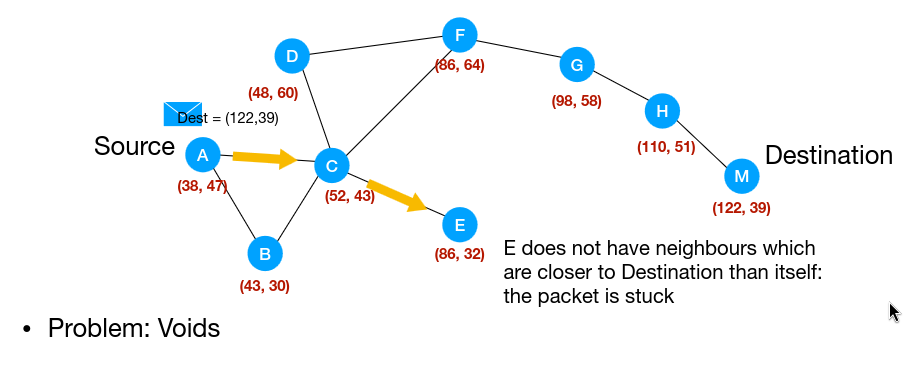 F
D
(86, 64)
G
(48, 60)
(98, 58)
Dest = (122,39)
H
Source
A
(110, 51)
Destination
C
M
(38, 47)
(52, 43)
(122, 39)
E
B
(86, 32)
(43, 30)
E does not have neighbours which
are closer to Destination than itself:
the packet is stuck
• Problem: Voids